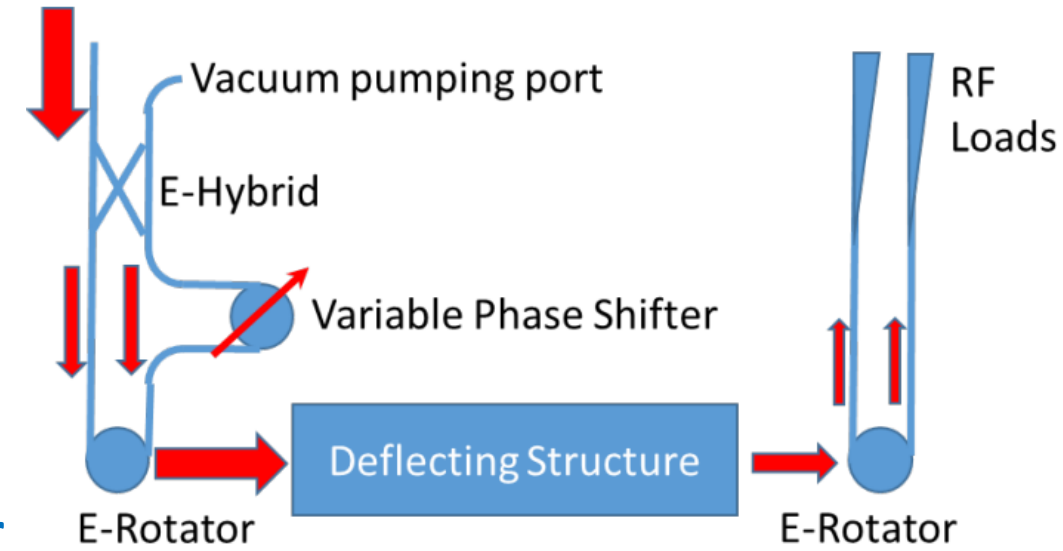 Vacuum pumping port
RF
Loads
E-Hybrid
Variable Phase Shifter
Deflecting Structure
E-Rotator
E-Rotator